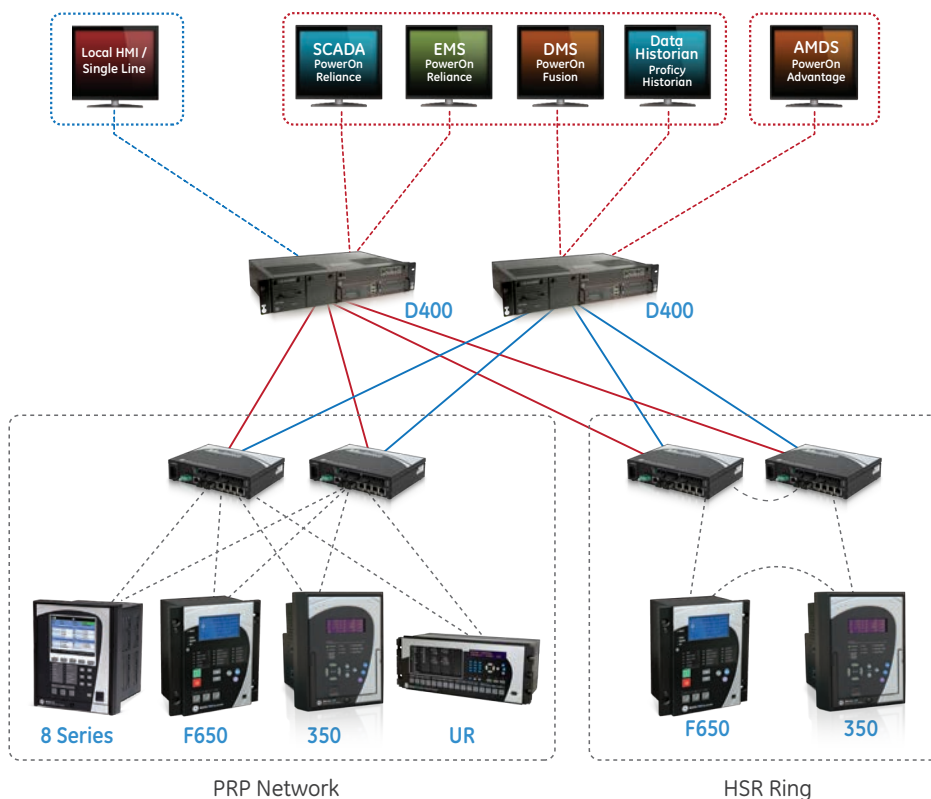 Local HMI /
Single Line
SCADA
PowerOn
Reliance
EMS
PowerOn
Reliance
DMS
PowerOn
Fusion
Data
Historian
Proficy
Historian
AMDS
PowerOn
Advantage
D400
D400
8 Series
F650
350
UR
F650
350
PRP Network
HSR Ring